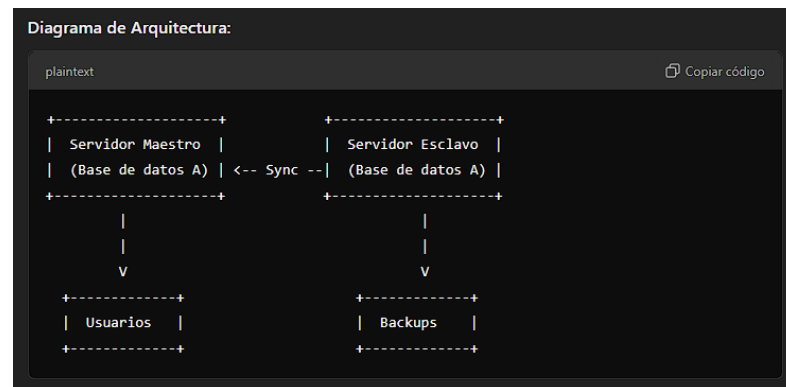 Diagrama de Arquitectura:
plaintext Copiar código
+--------------------+ +--------------------+
| Servidor Maestro | | Servidor Esclavo |
| (Base de datos A) | <-- Sync --| (Base de datos A) |
+--------------------+ +--------------------+
| |
| |
V V
+-------------+ +-------------+
| Usuarios | | Backups |
+-------------+ +-------------+